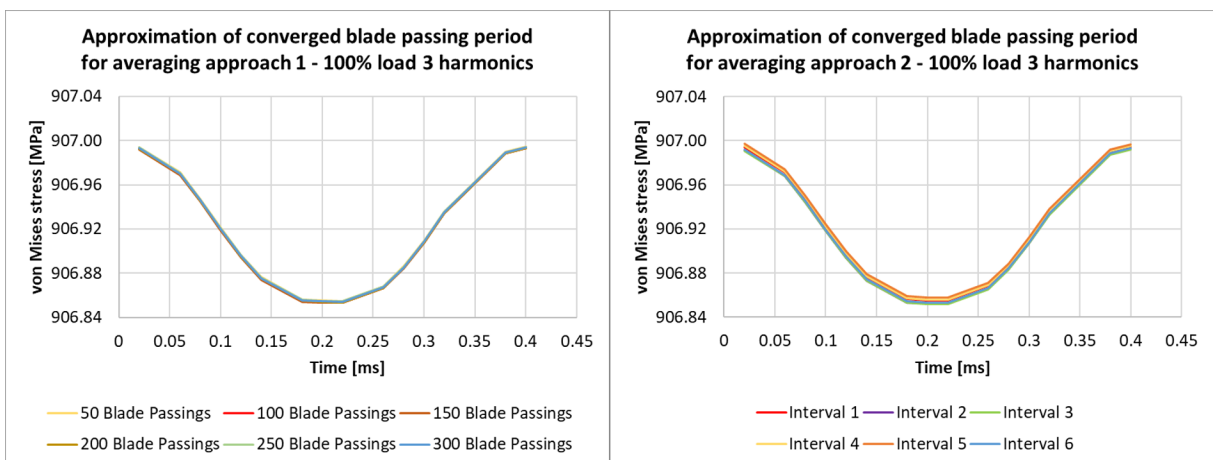 Approximation of converged blade passing period
for averaging approach 1 - 100% load 3 harmonics
von Mises stress [MPa]
907.04
907.00
906.96
906.92
906.88
906.84
0 0.05 0.1 0.15 0.2 0.25 0.3 0.35 0.4 0.45
Time [ms]
50 Blade Passings 100 Blade Passings 150 Blade Passings
200 Blade Passings 250 Blade Passings 300 Blade Passings
Approximation of converged blade passing period
for averaging approach 2 - 100% load 3 harmonics
von Mises stress [MPa]
907.04
907.00
906.96
906.92
906.88
906.84
0 0.05 0.1 0.15 0.2 0.25 0.3 0.35 0.4 0.45
Time [ms]
Interval 1 Interval 2 Interval 3
Interval 4 Interval 5 Interval 6